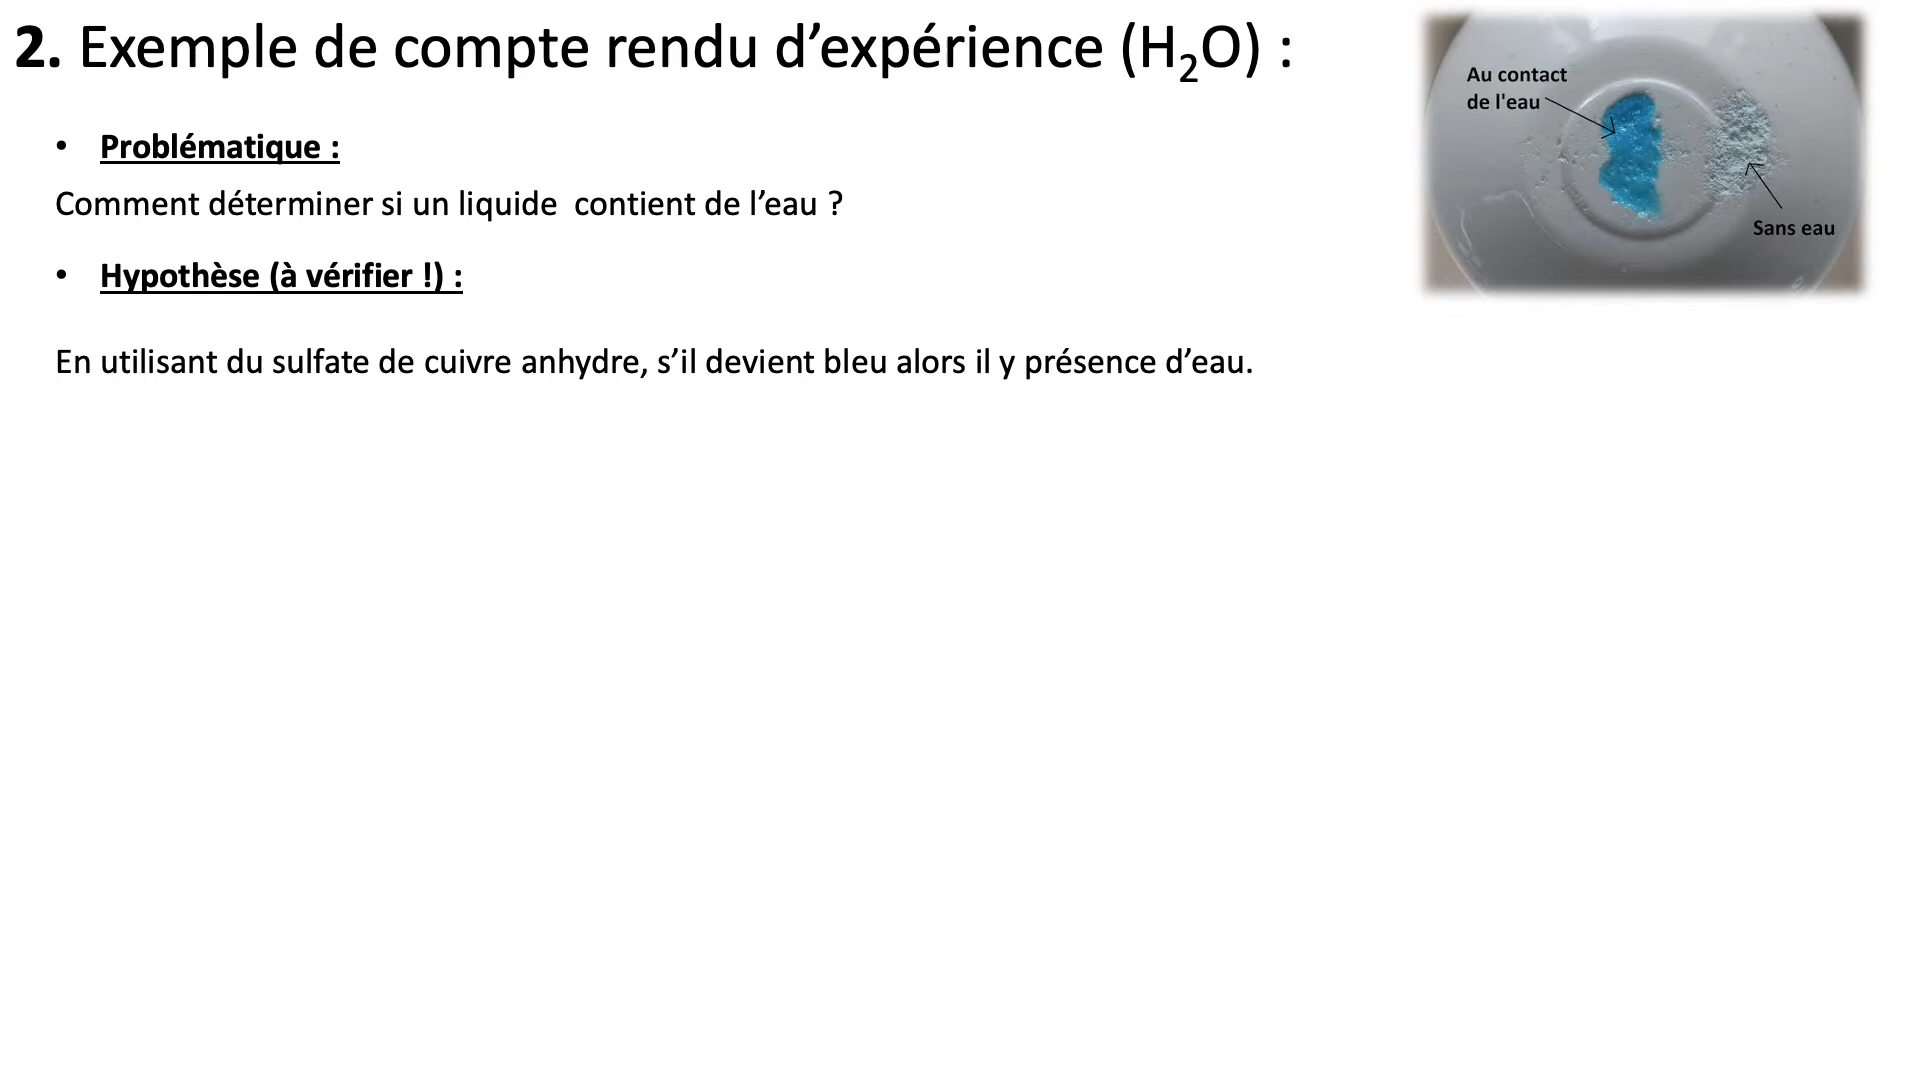 2. Exemple de compte rendu d’expérience (H₂O) :
Au contact
de l'eau
Sans eau
• Problématique :
Comment déterminer si un liquide  contient de l’eau ?
• Hypothèse (à vérifier !) :
En utilisant du sulfate de cuivre anhydre, s’il devient bleu alors il y présence d’eau.